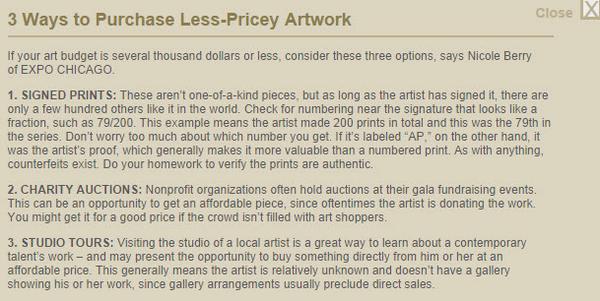 3 Ways to Purchase Less-Pricey Artwork
Close X
If your art budget is several thousand dollars or less, consider these three options, says Nicole Berry
of EXPO CHICAGO.
1. SIGNED PRINTS: These aren’t one-of-a-kind pieces, but as long as the artist has signed it, there are
only a few hundred others like it in the world. Check for numbering near the signature that looks like a
fraction, such as 79/200. This example means the artist made 200 prints in total and this was the 79th in
the series. Don’t worry too much about which number you get. If it’s labeled “AP,” on the other hand, it
was the artist’s proof, which generally makes it more valuable than a numbered print. As with anything,
counterfeits exist. Do your homework to verify the prints are authentic.
2. CHARITY AUCTIONS: Nonprofit organizations often hold auctions at their gala fundraising events.
This can be an opportunity to get an affordable piece, since oftentimes the artist is donating the work.
You might get it for a good price if the crowd isn’t filled with art shoppers.
3. STUDIO TOURS: Visiting the studio of a local artist is a great way to learn about a contemporary
talent’s work – and may present the opportunity to buy something directly from him or her at an
affordable price. This generally means the artist is relatively unknown and doesn’t have a gallery
showing his or her work, since gallery arrangements usually preclude direct sales.